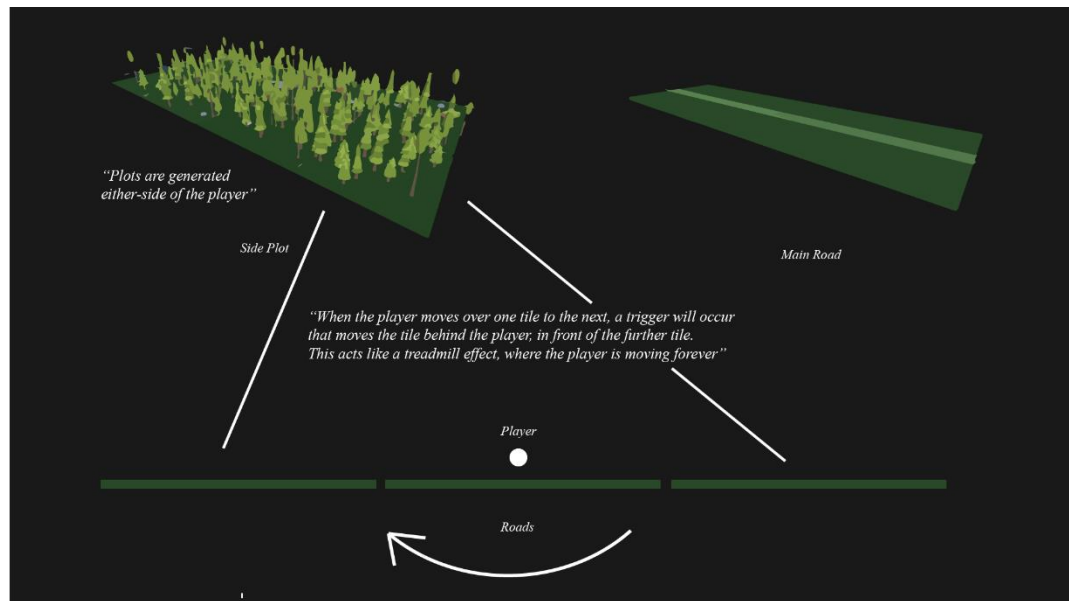 “Plots are generated
either-side of the player”
Side Plot
Main Road
“When the player moves over one tile to the next, a trigger will occur
that moves the tile behind the player, in front of the further tile.
This acts like a treadmill effect, where the player is moving forever”
Player
Roads